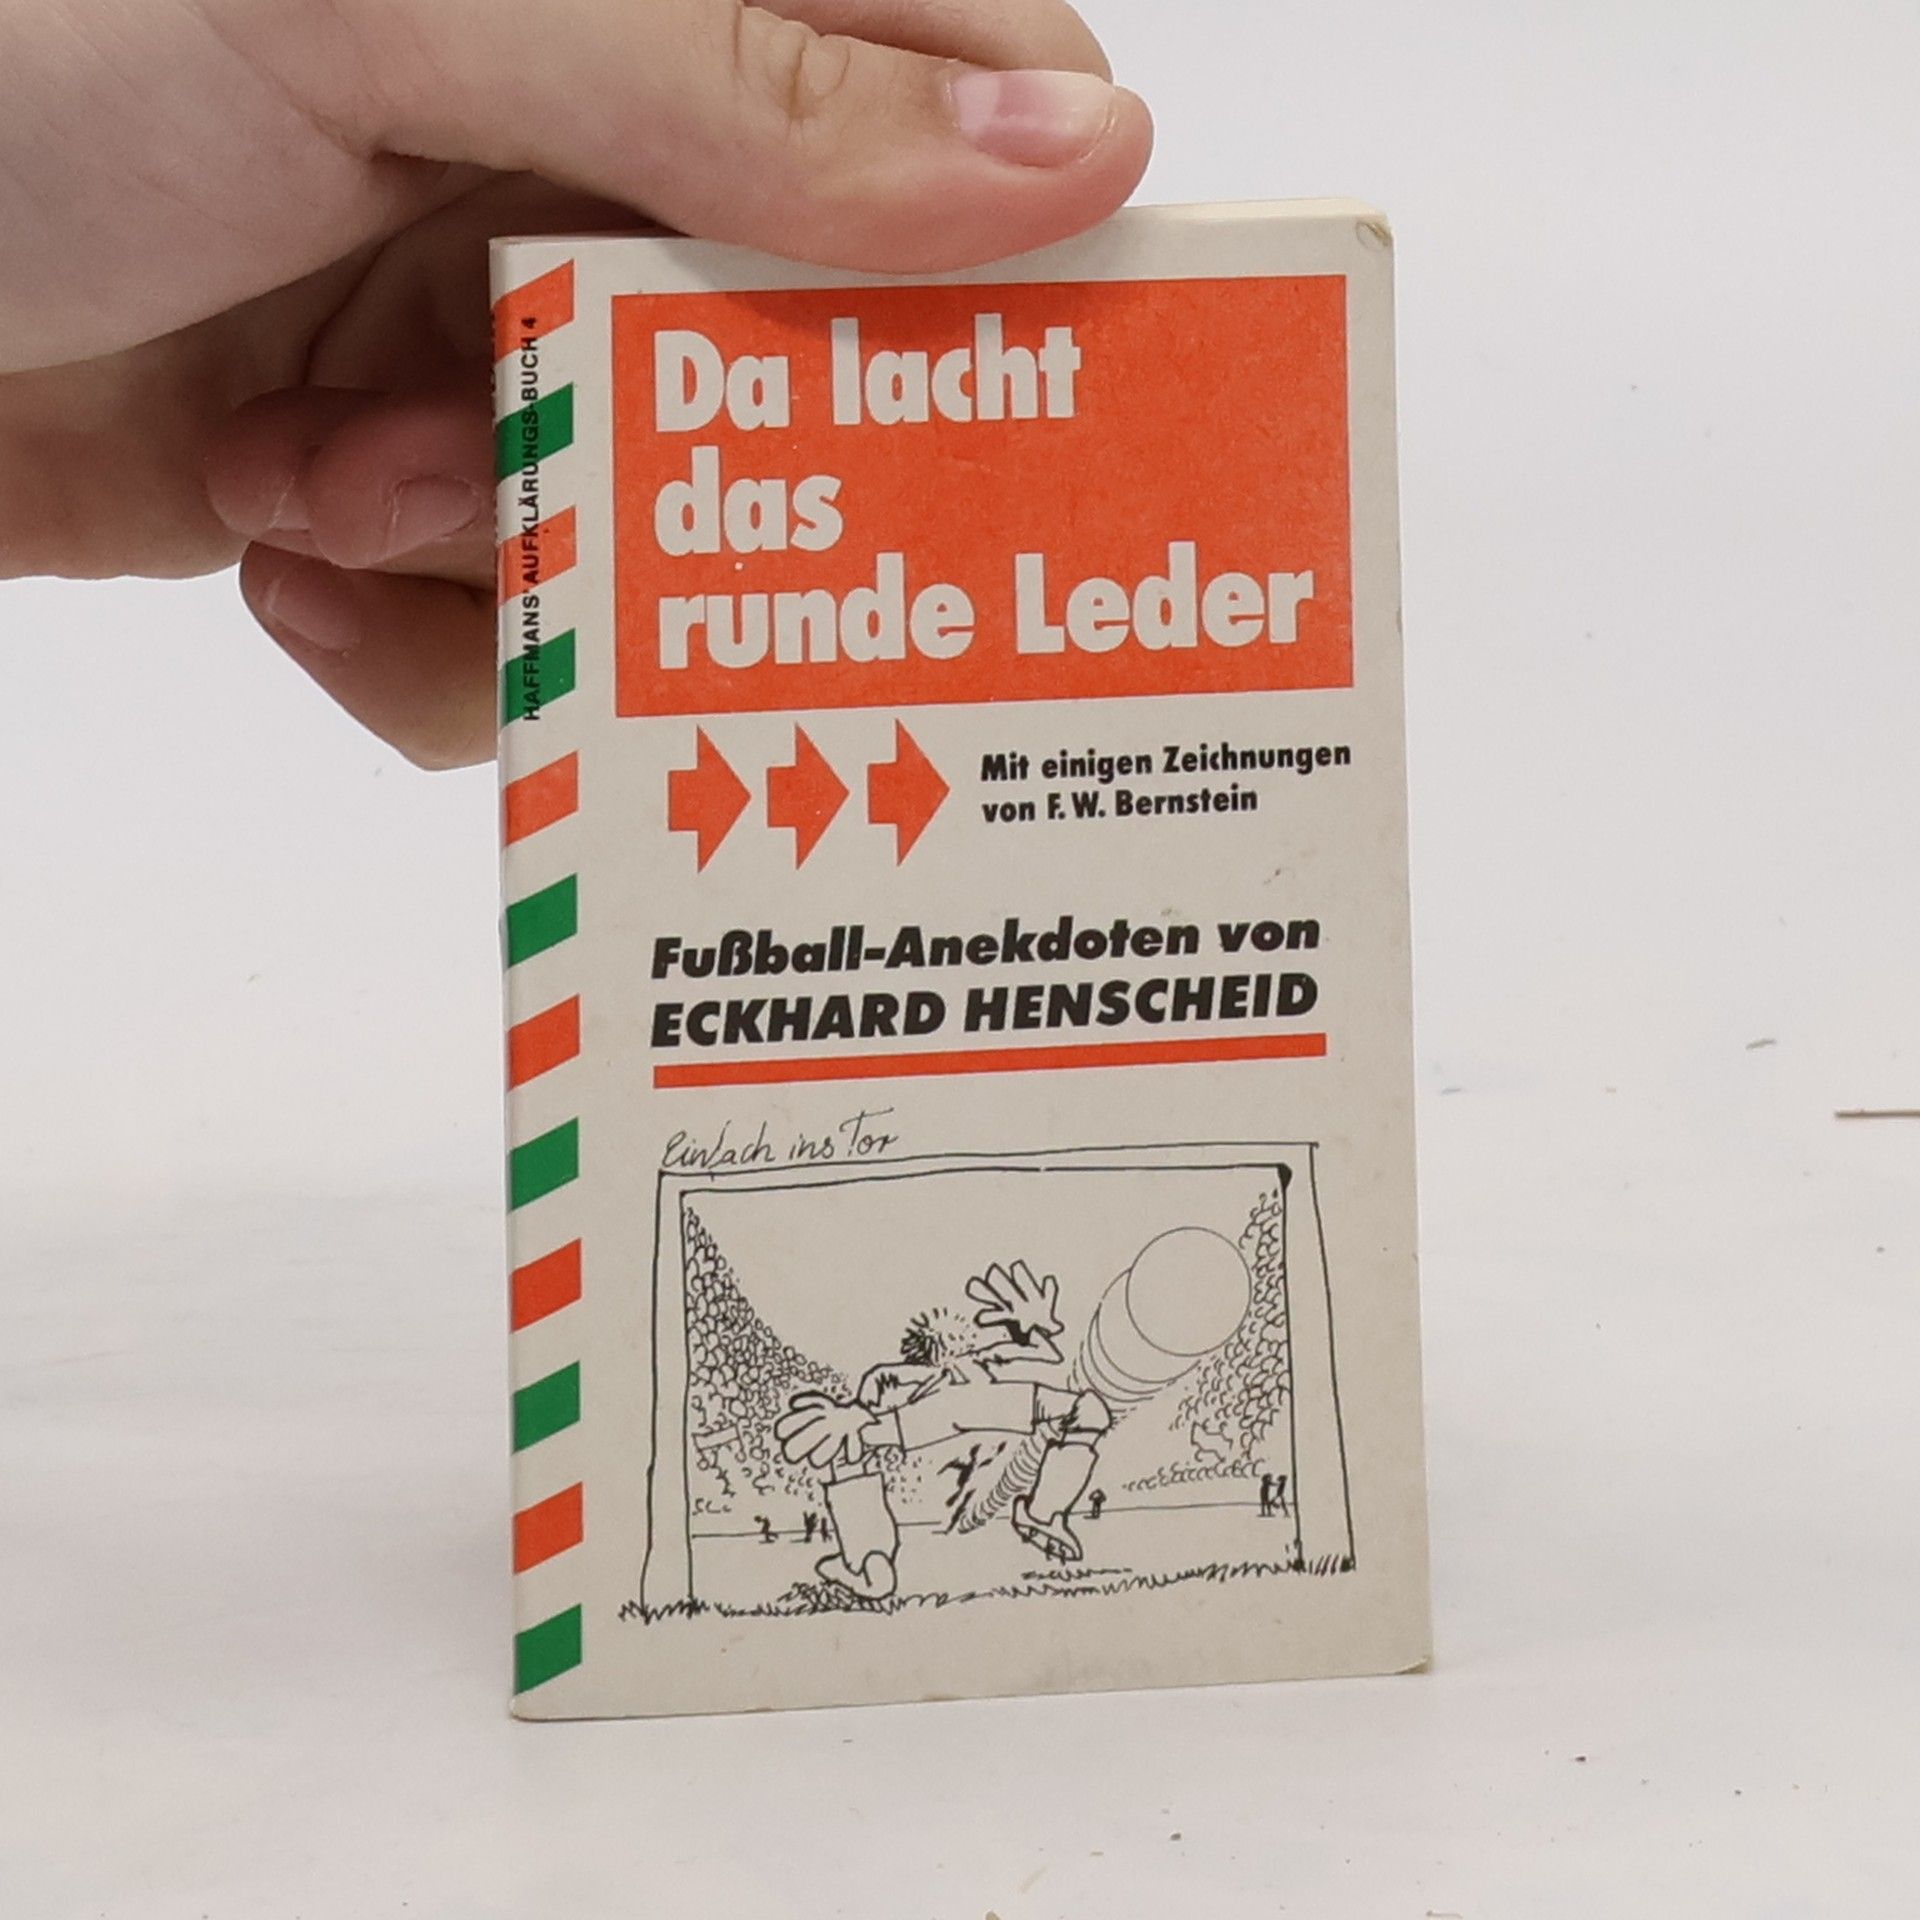 HAFFMANS' AUFKLÄRUNGS-BUCH 4
Da lacht
das
runde Leder
Mit einigen Zeichnungen
von F. W. Bernstein
Fußball-Anekdoten von
ECKHARD HENSCHEID
Einfach ins Tor